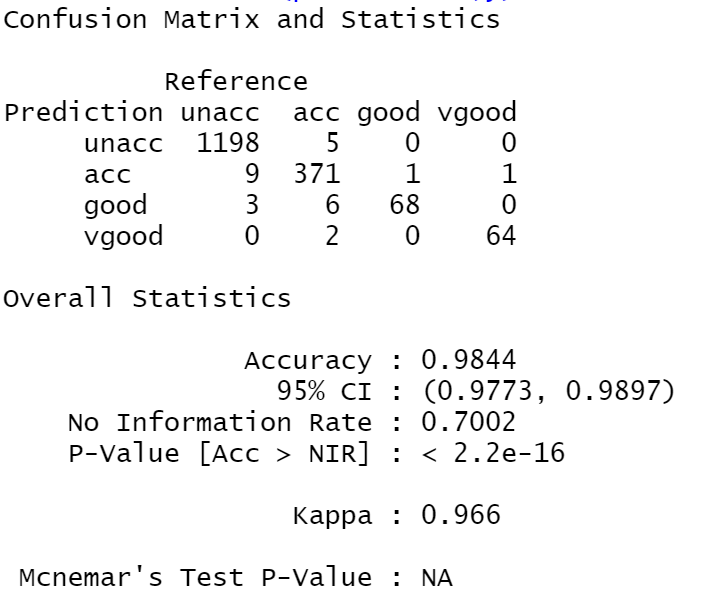 Confusion Matrix and Statistics
Reference
Prediction unacc acc good vgood
unacc 1198 5 0 0
acc 9 371 1 1
good 3 6 68 0
vgood 0 2 0 64
Overall Statistics
Accuracy : 0.9844
95% CI : (0.9773, 0.9897)
No Information Rate : 0.7002
P-Value [Acc > NIR] : < 2.2e-16
Kappa : 0.966
Mcnemar's Test P-Value : NA